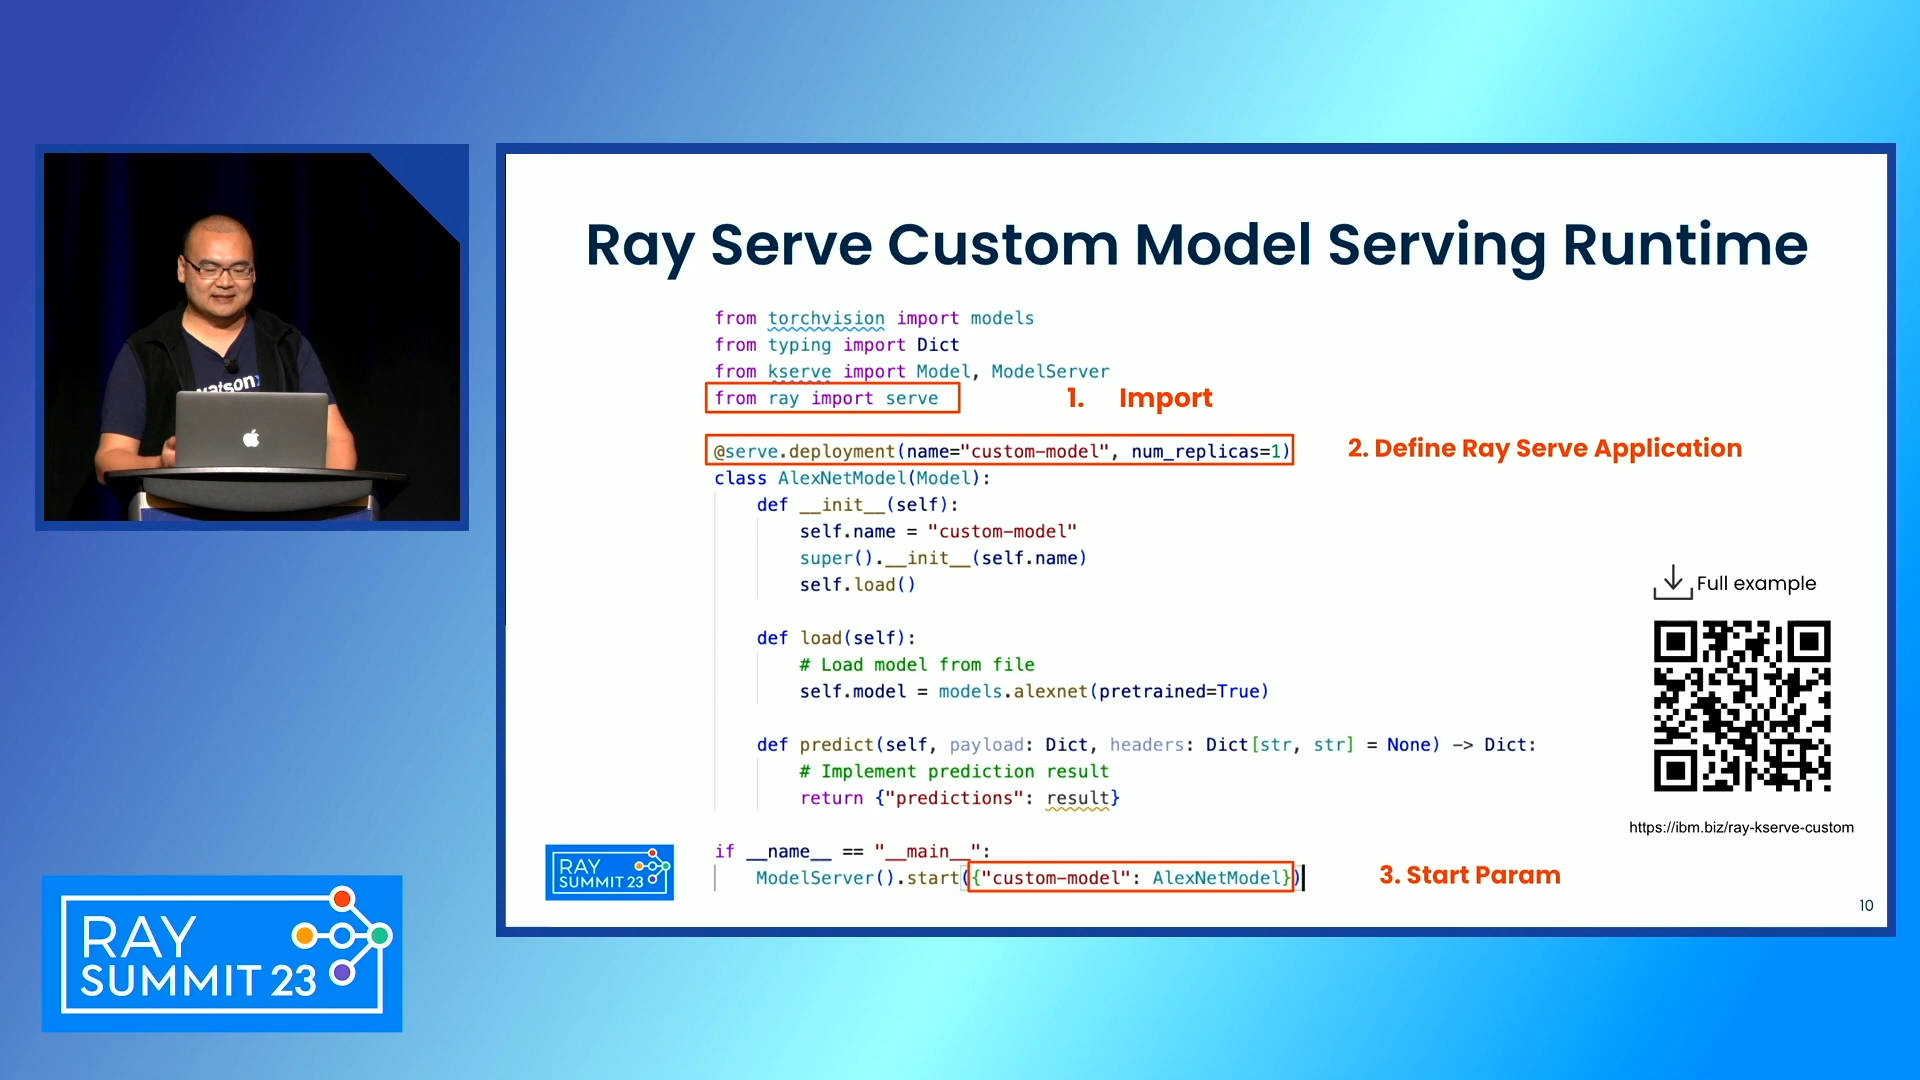 watson
RAY
SUMMIT 23
Ray Serve Custom Model Serving Runtime
from torchvision import models
from typing import Dict
from kserve import Model, ModelServer
from ray import serve
1. Import
@serve.deployment(name="custom-model", num_replicas=1)
2. Define Ray Serve Application
class AlexNetModel(Model):
def __init__(self):
self.name = "custom-model"
super().__init__(self.name)
self.load()
def load(self):
# Load model from file
self.model = models.alexnet(pretrained=True)
def predict(self, payload: Dict, headers: Dict[str, str] = None) -> Dict:
# Implement prediction result
return {"predictions": result}
if __name__ == "__main__":
ModelServer().start({"custom-model": AlexNetModel})
3. Start Param
Full example
https://ibm.biz/ray-kserve-custom
RAY
SUMMIT 23
10